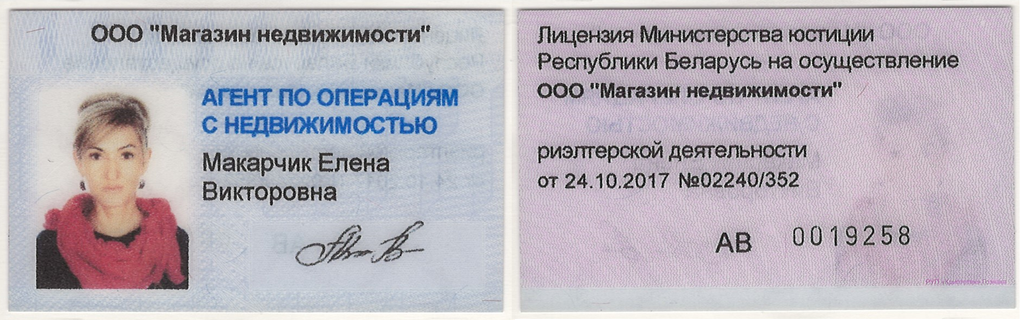 ООО "Магазин недвижимости"
АГЕНТ ПО ОПЕРАЦИЯМ
С НЕДВИЖИМОСТЬЮ
Макарчик Елена
Викторовна
Лицензия Министерства юстиции
Республики Беларусь на осуществление
ООО "Магазин недвижимости"
риэлтерской деятельности
от 24.10.2017 №02240/352
АВ 0019258